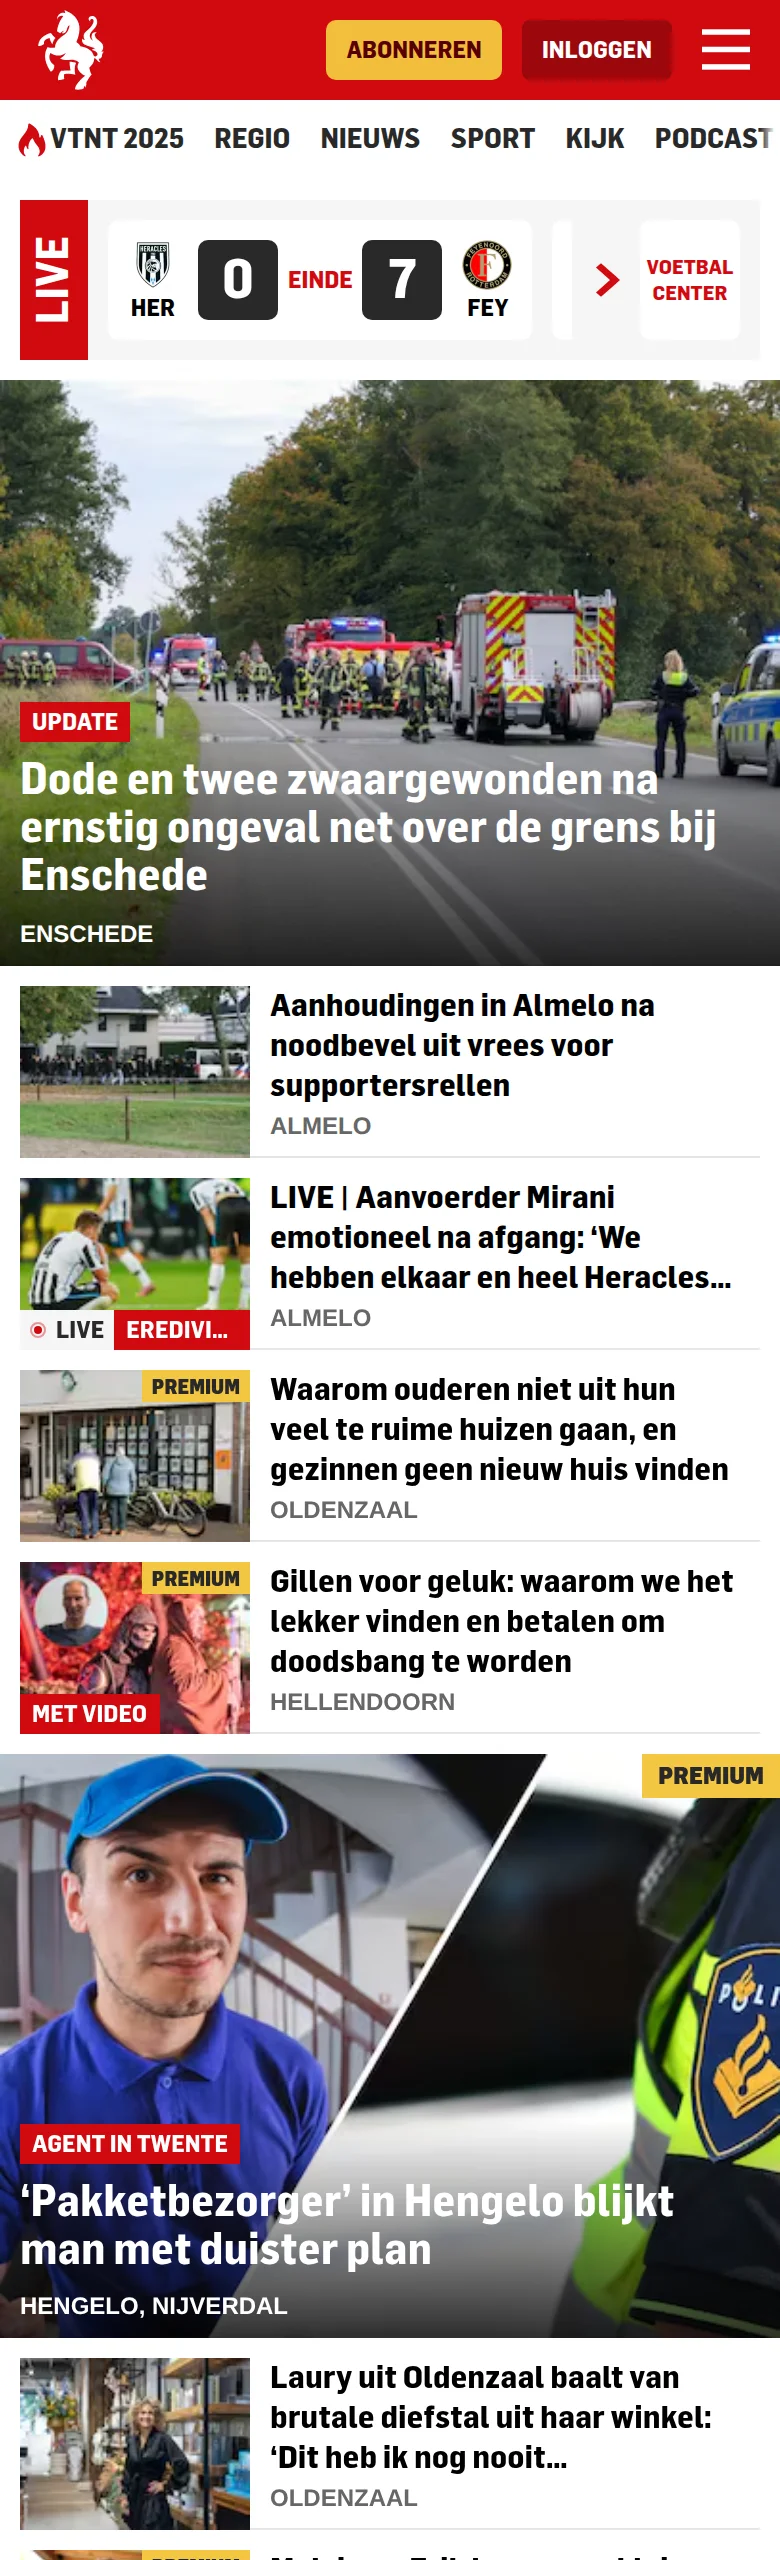 ABONNEREN
INLOGGEN
VTNT 2025 REGIO NIEUWS SPORT KIJK PODCAST
LIVE
HERACLES
HER
0
EINDE
7
FEYENOORD
ROTTERDAM
FEY
VOETBAL
CENTER
UPDATE
Dode en twee zwaargewonden na
ernstig ongeval net over de grens bij
Enschede
ENSCHEDE
Aanhoudingen in Almelo na
noodbevel uit vrees voor
supportersrellen
ALMELO
LIVE | Aanvoerder Mirani
emotioneel na afgang: ‘We
hebben elkaar en heel Heracles...
ALMELO
LIVE EREDIVI...
PREMIUM
Waarom ouderen niet uit hun
veel te ruime huizen gaan, en
gezinnen geen nieuw huis vinden
OLDENZAAL
PREMIUM
MET VIDEO
Gillen voor geluk: waarom we het
lekker vinden en betalen om
doodsbang te worden
HELLENDOORN
PREMIUM
POLI
AGENT IN TWENTE
‘Pakketbezorger’ in Hengelo blijkt
man met duister plan
HENGELO, NIJVERDAL
Laury uit Oldenzaal baalt van
brutale diefstal uit haar winkel:
‘Dit heb ik nog nooit...
OLDENZAAL